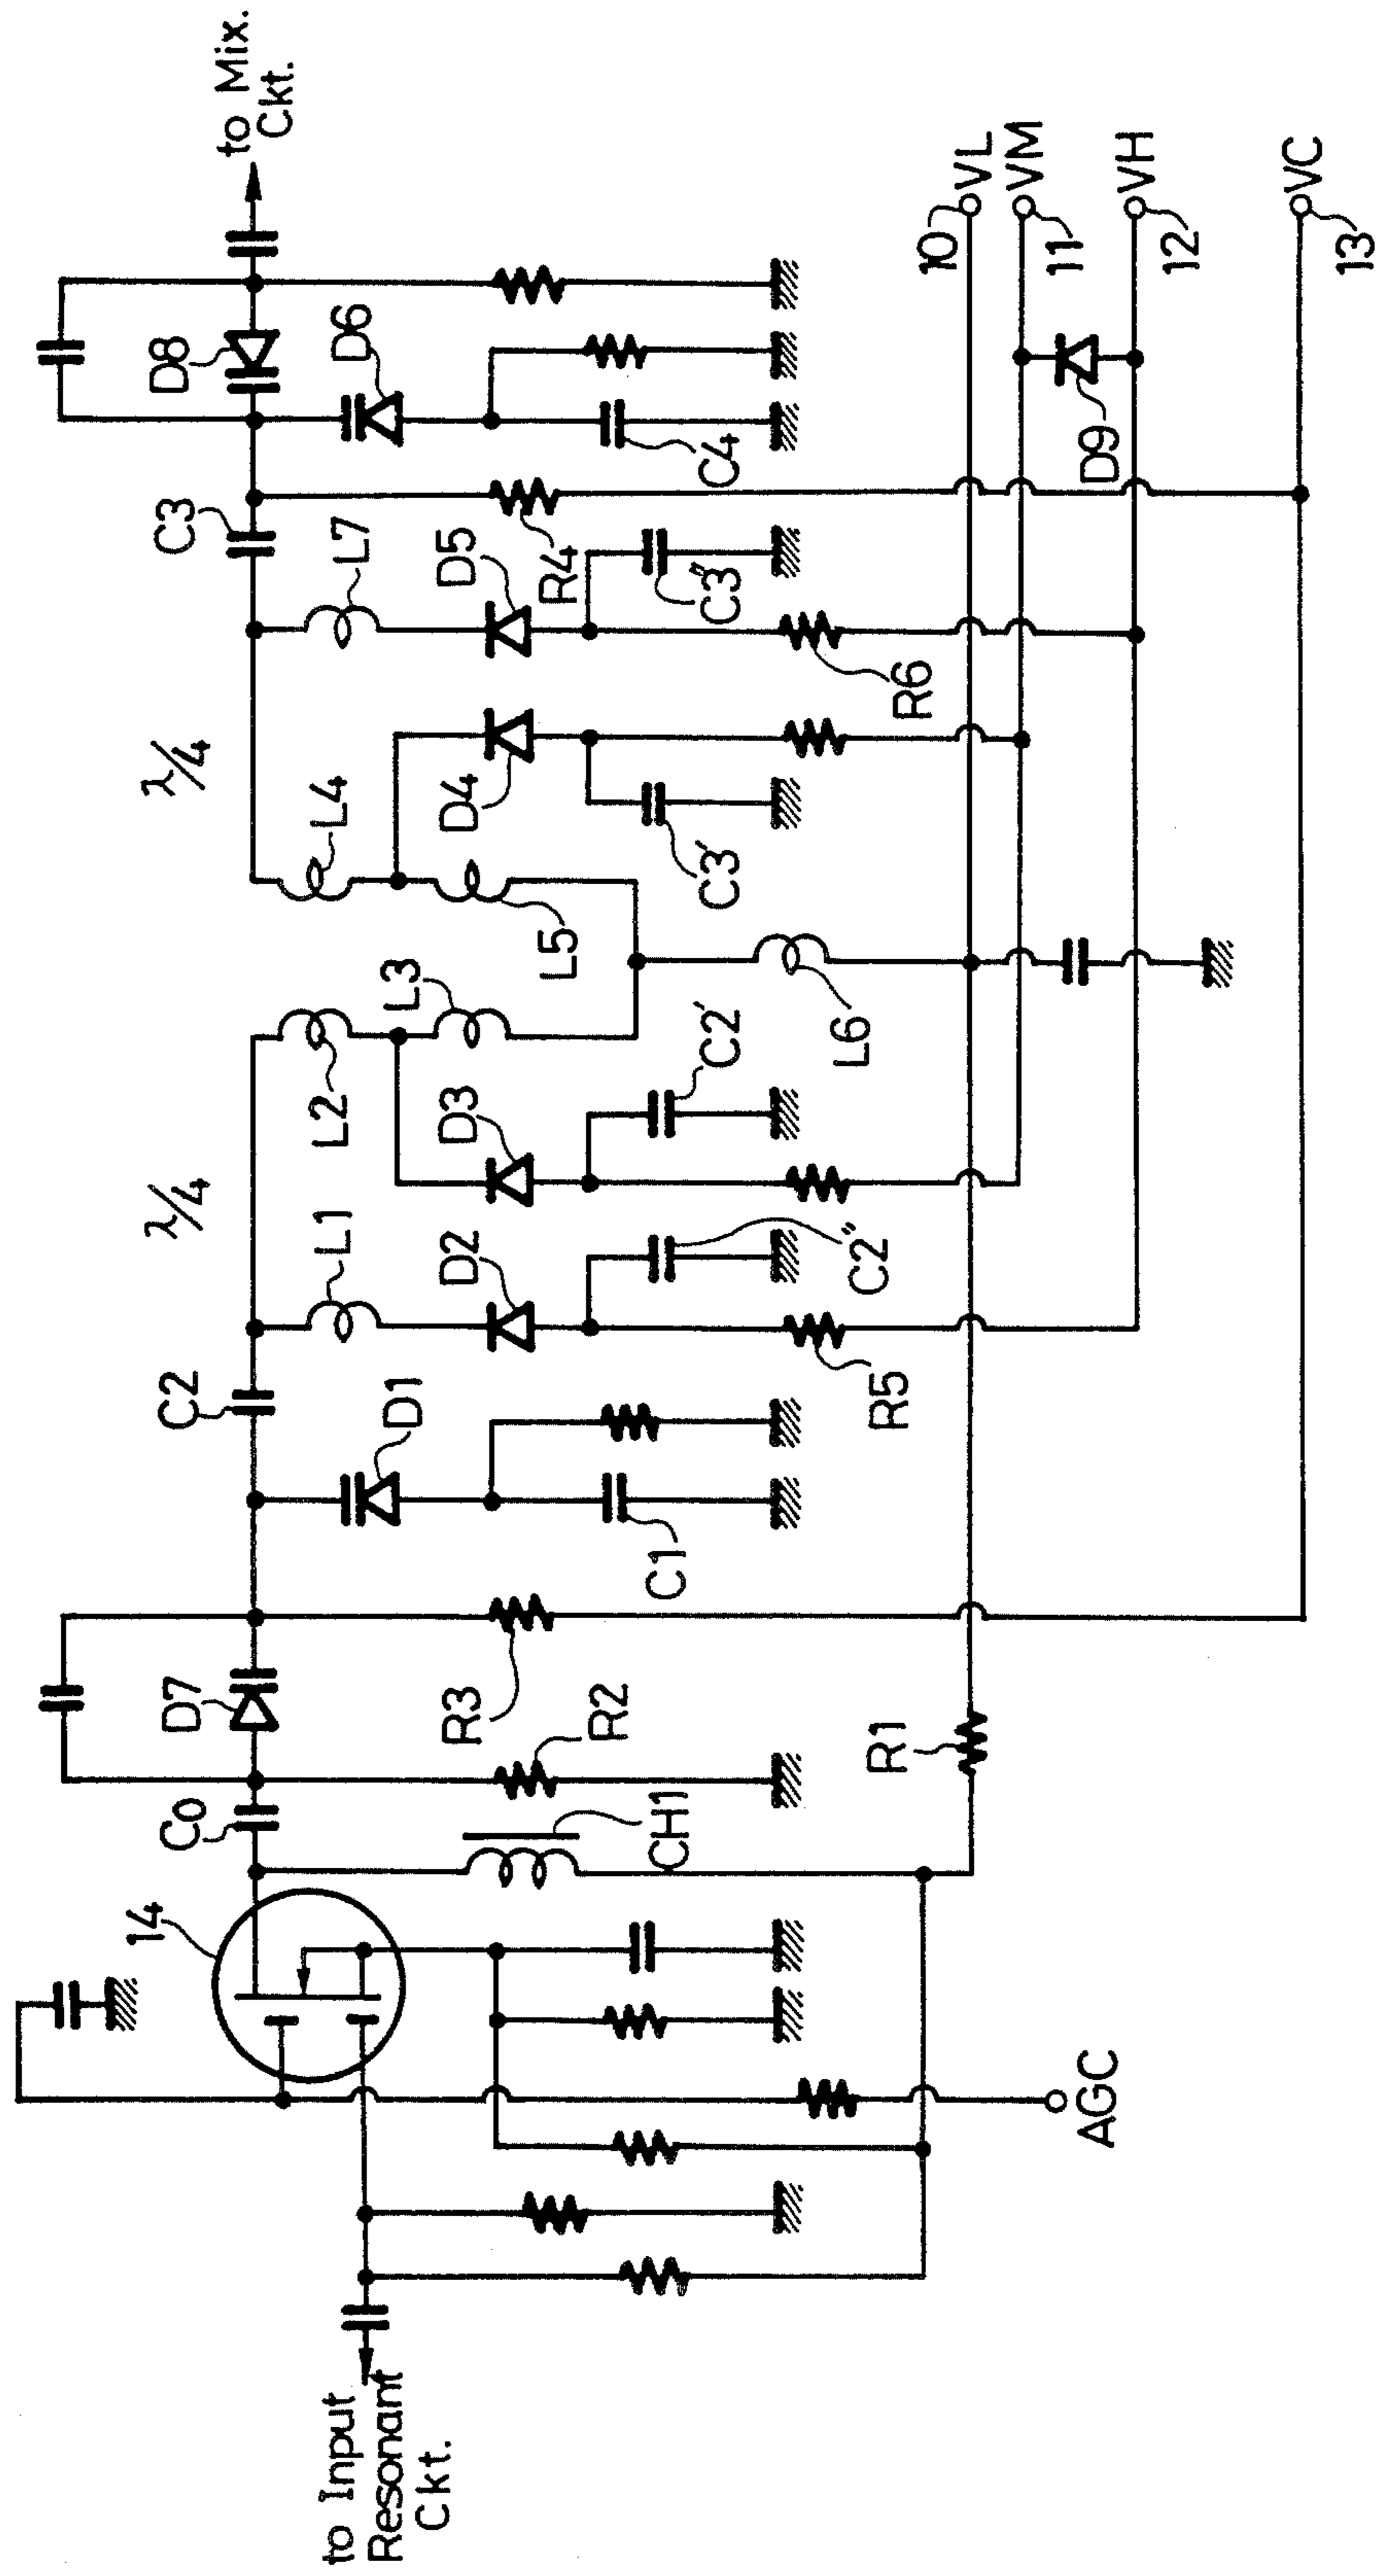 to Input
Resonant
Ckt.
14
AGC
C0
CH1
R2
D7
R3
R1
C1
D1
C2
λ/4
L1
D2
C2"
R5
L2
L3
D3
C2'
L6
λ/4
L4
L5
D4
C3'
R6
L7
D5
C3"
R4
C3
C4
D6
D8
D9
to Mix.
Ckt.
10
VL
11
VM
12
VH
13
VC